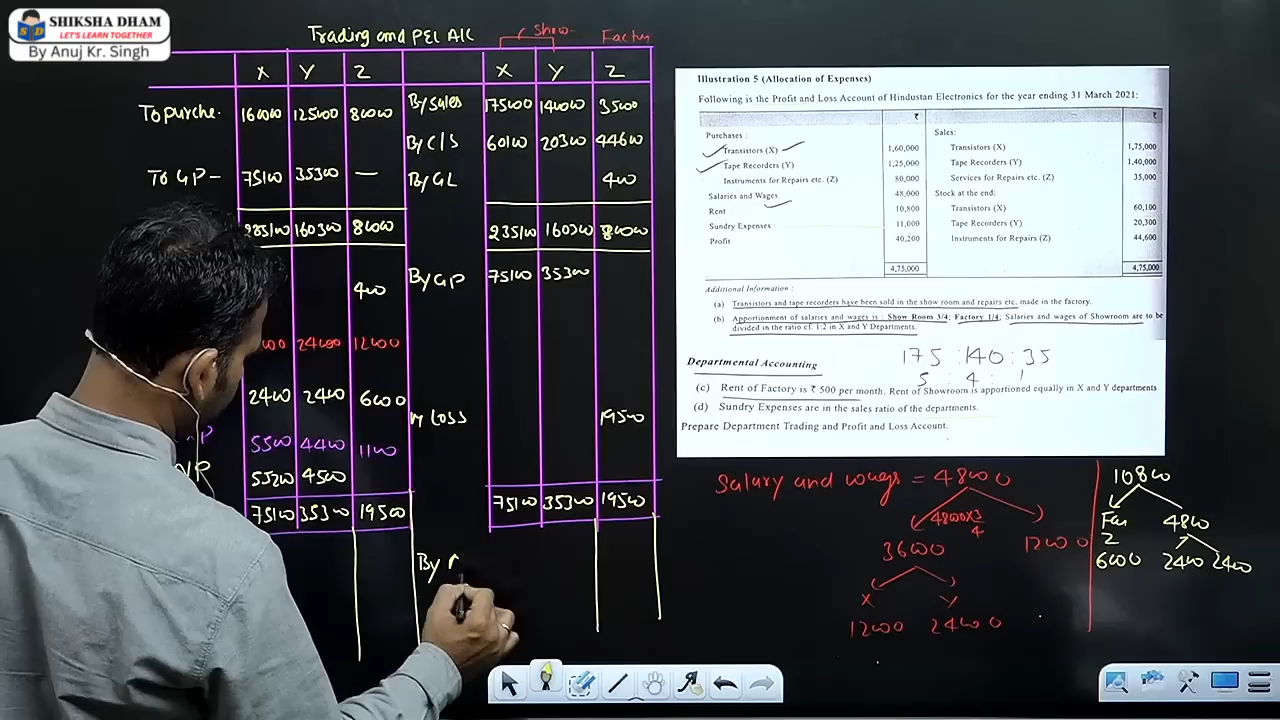 SHIKSHA DHAM
LET'S LEARN TOGETHER
By Anuj Kr. Singh
Trading and P&L A/C
Show
Factory
X Y Z X Y Z
To purche. 160000 125000 80000 By Sales 175000 140000 35000
By C/S 60100 20300 44600
To GP - 75100 35300 — By GL 400
235100 160300 80000 235100 160300 80000
400 By GP 75100 35300
24000 12000
2400 2400 6000
N LOSS 19500
5500 4400 1100
NP 55200 4500
75100 35300 19500 75100 35300 19500
By
Illustration 5 (Allocation of Expenses)
Following is the Profit and Loss Account of Hindustan Electronics for the year ending 31 March 2021:
₹ ₹
Purchases : Sales:
Transistors (X) 1,60,000 Transistors (X) 1,75,000
Tape Recorders (Y) 1,25,000 Tape Recorders (Y) 1,40,000
Instruments for Repairs etc. (Z) 80,000 Services for Repairs etc. (Z) 35,000
Salaries and Wages 48,000 Stock at the end:
Rent 10,800 Transistors (X) 60,100
Sundry Expenses 11,000 Tape Recorders (Y) 20,300
Profit 40,200 Instruments for Repairs (Z) 44,600
4,75,000 4,75,000
Additional Information :
(a) Transistors and tape recorders have been sold in the show room and repairs etc. made in the factory.
(b) Apportionment of salaries and wages is : Show Room 3/4; Factory 1/4; Salaries and wages of Showroom are to be
divided in the ratio of. 1:2 in X and Y Departments.
175 : 140 : 35
Departmental Accounting
5 : 4 : 1
(c) Rent of Factory is ₹ 500 per month, Rent of Showroom is apportioned equally in X and Y departments
(d) Sundry Expenses are in the sales ratio of the departments.
Prepare Department Trading and Profit and Loss Account.
Salary and wages = 48000
48000 x 3/4
36000 12000
X Y
12000 24000
10800
Fac 4800
Z
6000 2400 2400